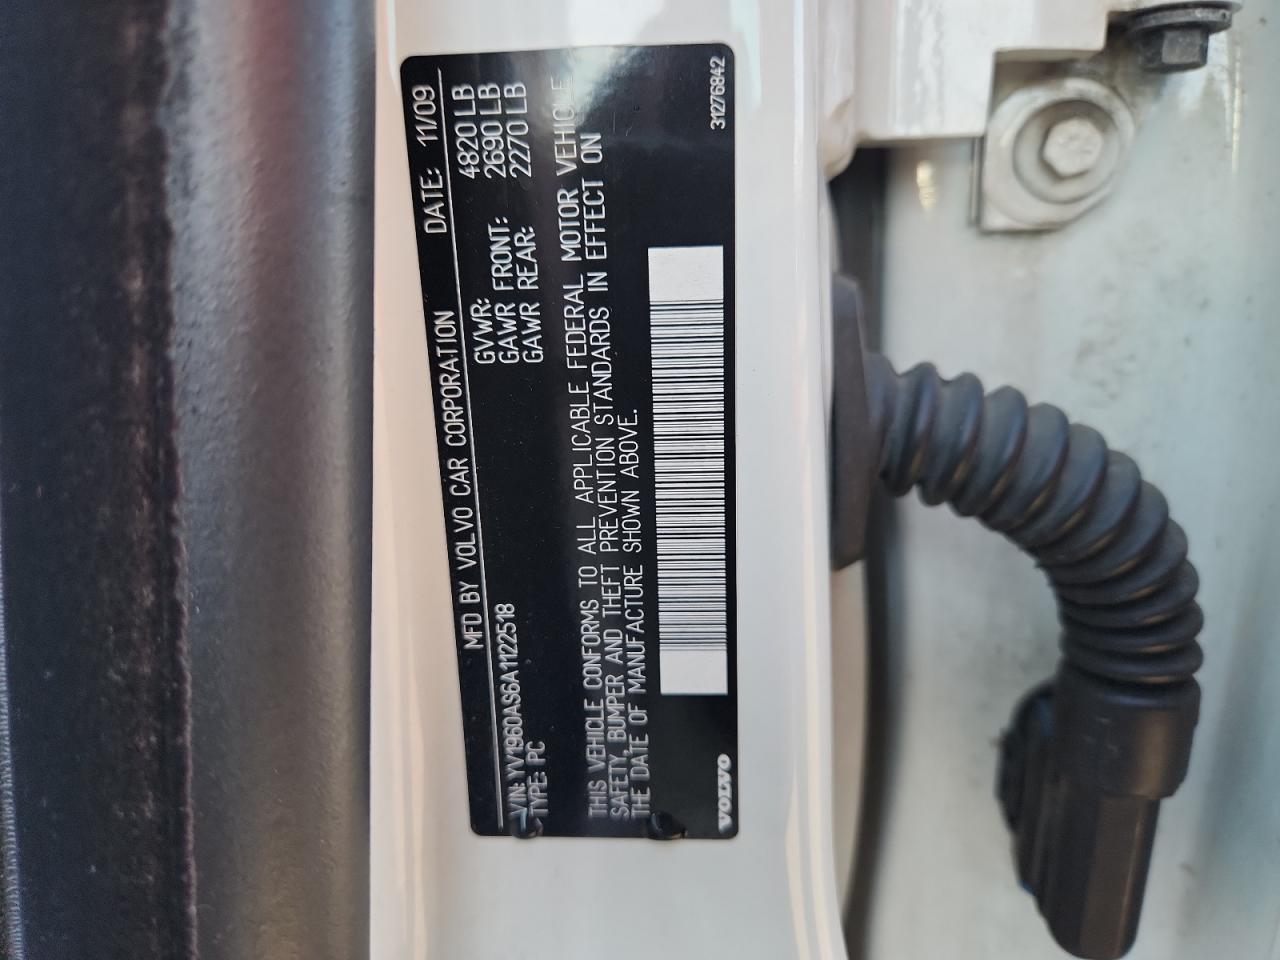 MFD BY VOLVO CAR CORPORATION DATE: 11/09
VIN: YV1960AS6A1122518 GVWR: 4820 LB
TYPE: PC GAWR FRONT: 2690 LB
GAWR REAR: 2270 LB
THIS VEHICLE CONFORMS TO ALL APPLICABLE FEDERAL MOTOR VEHICLE
SAFETY, BUMPER AND THEFT PREVENTION STANDARDS IN EFFECT ON
THE DATE OF MANUFACTURE SHOWN ABOVE.
VOLVO 31276842